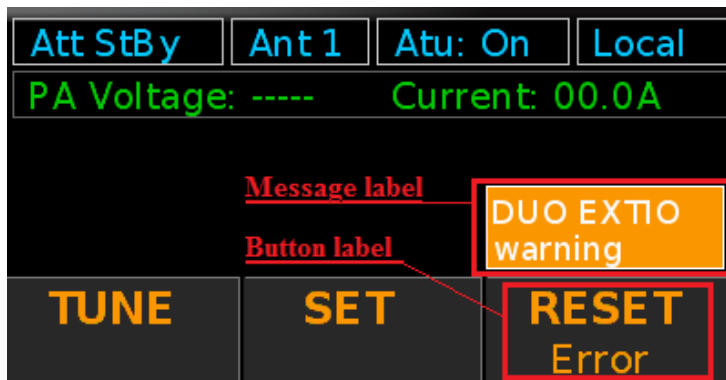 Att StBy Ant 1 Atu: On Local
PA Voltage: ----- Current: 00.0A
Message label
DUO EXTIO
warning
Button label
TUNE SET RESET
Error